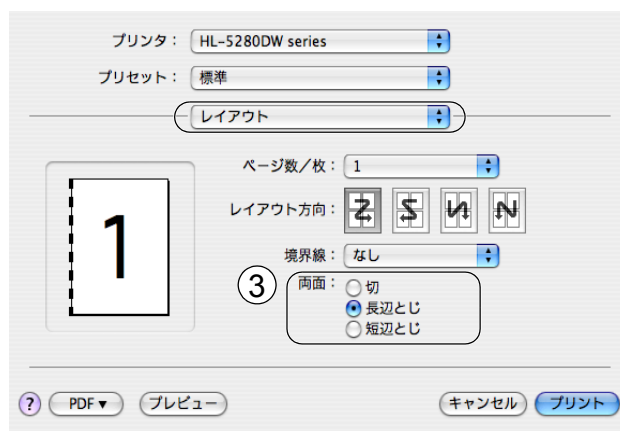 プリンタ： HL-5280DW series
プリセット： 標準
レイアウト
ページ数／枚： 1
レイアウト方向：
境界線： なし
1
③ 両面： 切
長辺とじ
短辺とじ
? PDF▼ プレビュー キャンセル プリント